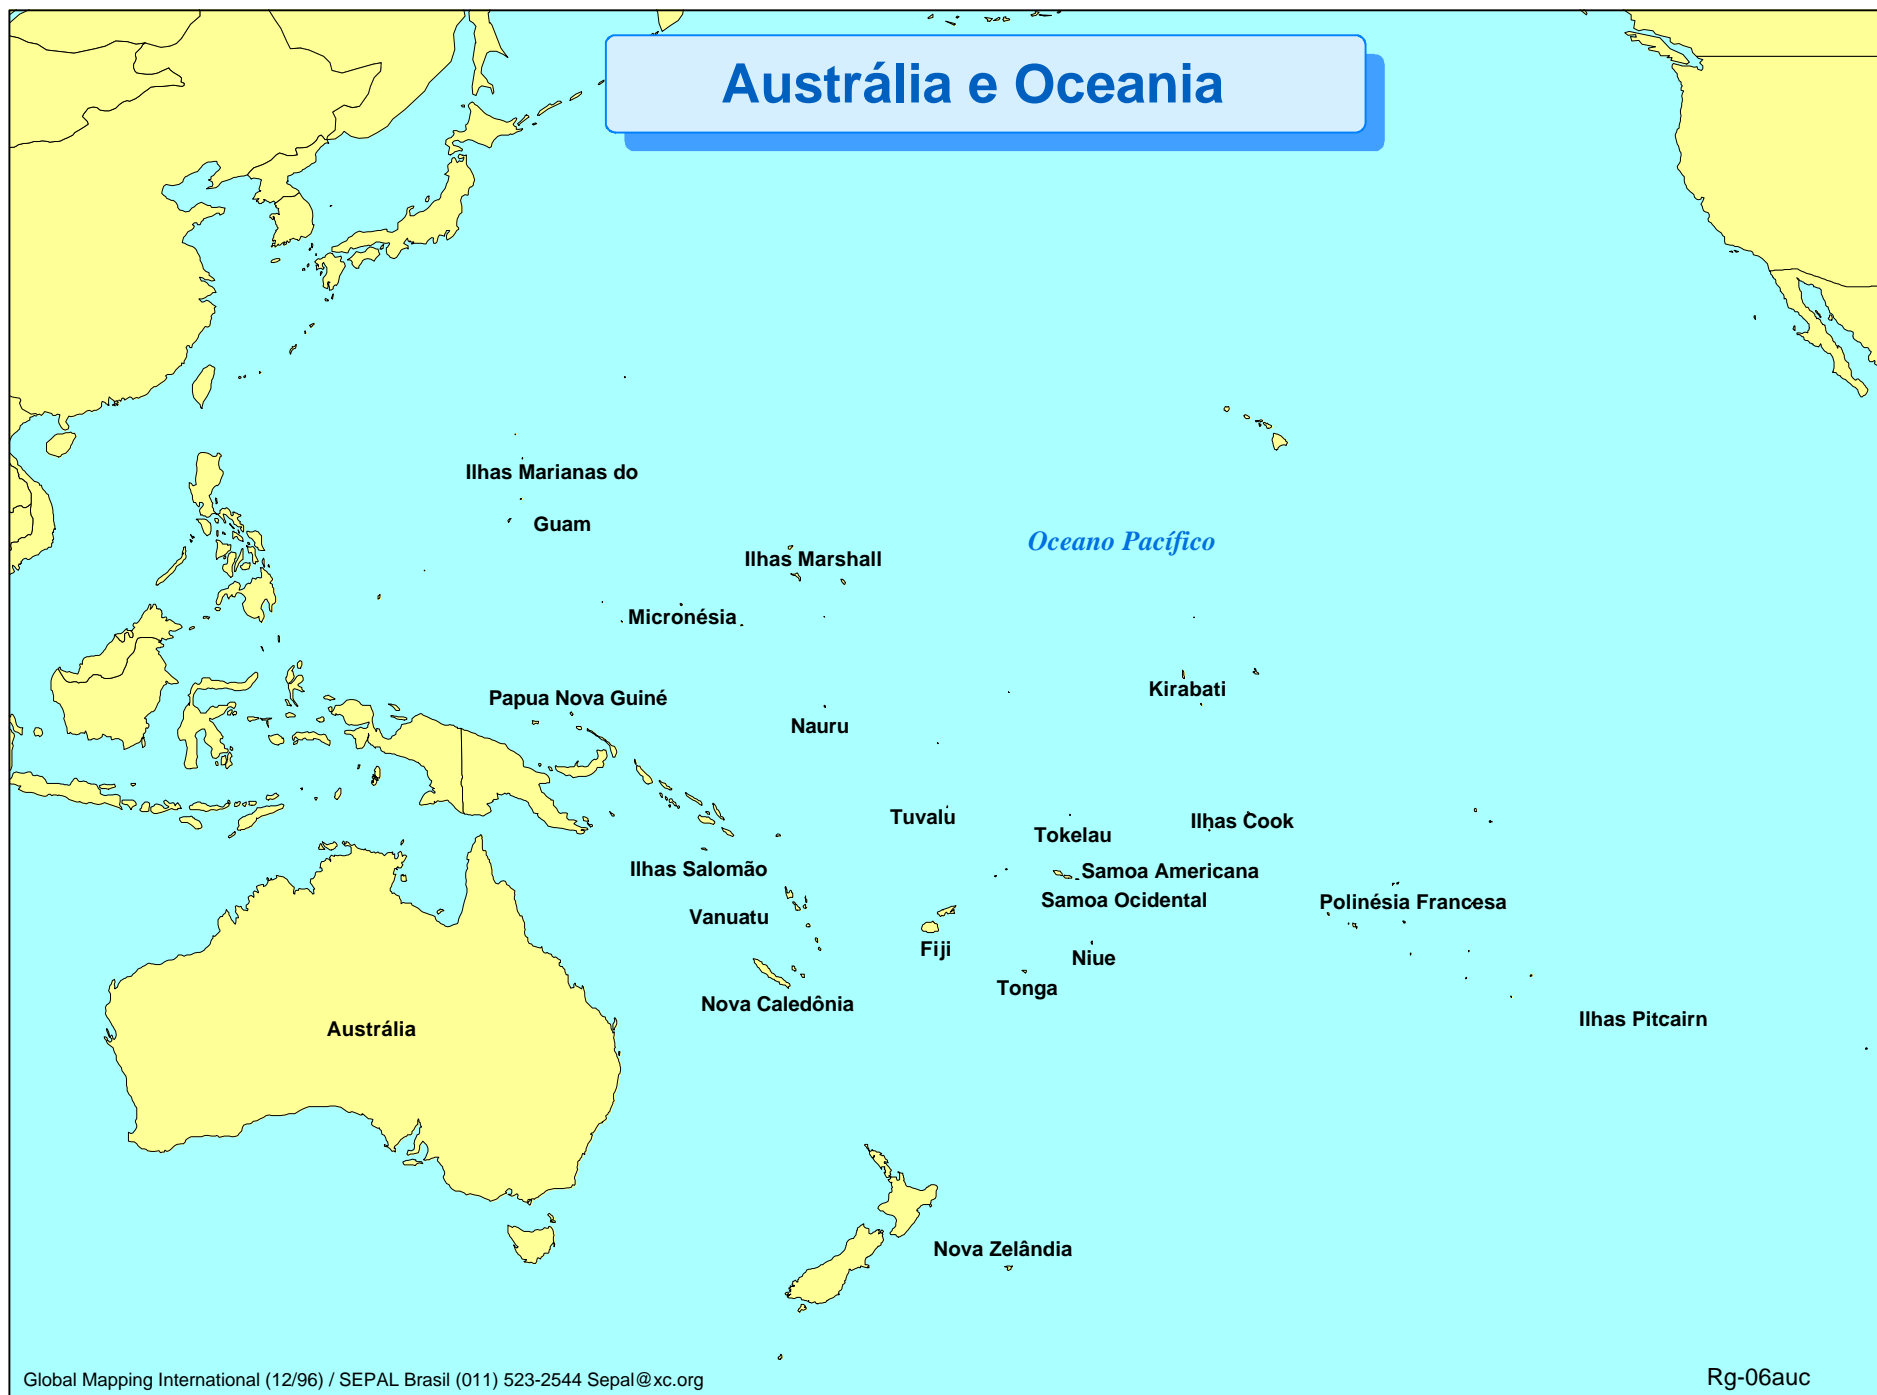 Austrália e Oceania
Ilhas Marianas do
Guam
Oceano Pacífico
Ilhas Marshall
Micronésia
Kirabati
Papua Nova Guiné
Nauru
Tuvalu
Ilhas Cook
Tokelau
Ilhas Salomão
Samoa Americana
Samoa Ocidental
Polinésia Francesa
Vanuatu
Fiji
Niue
Tonga
Nova Caledônia
Ilhas Pitcairn
Austrália
Nova Zelândia
Global Mapping International (12/96) / SEPAL Brasil (011) 523-2544 Sepal@xc.org
Rg-06auc